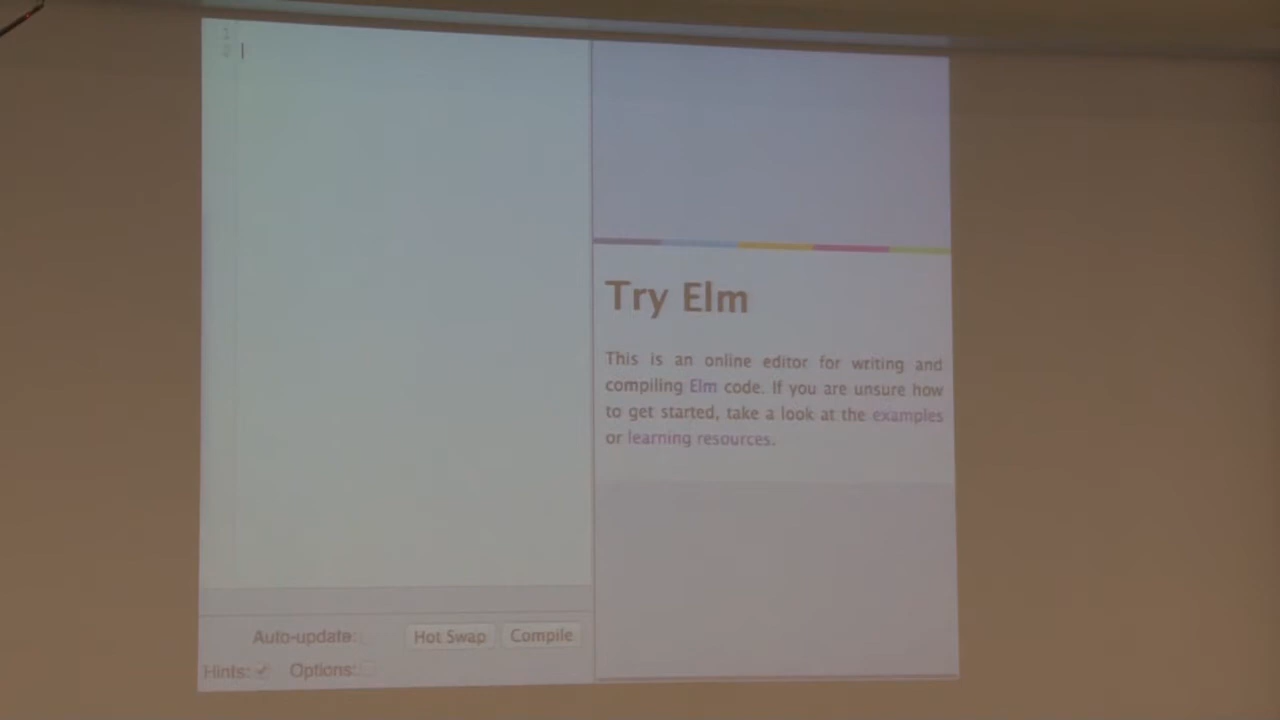 Try Elm
This is an online editor for writing and
compiling Elm code. If you are unsure how
to get started, take a look at the examples
or learning resources.
Auto-update:
Hot Swap
Compile
Hints:
Options: